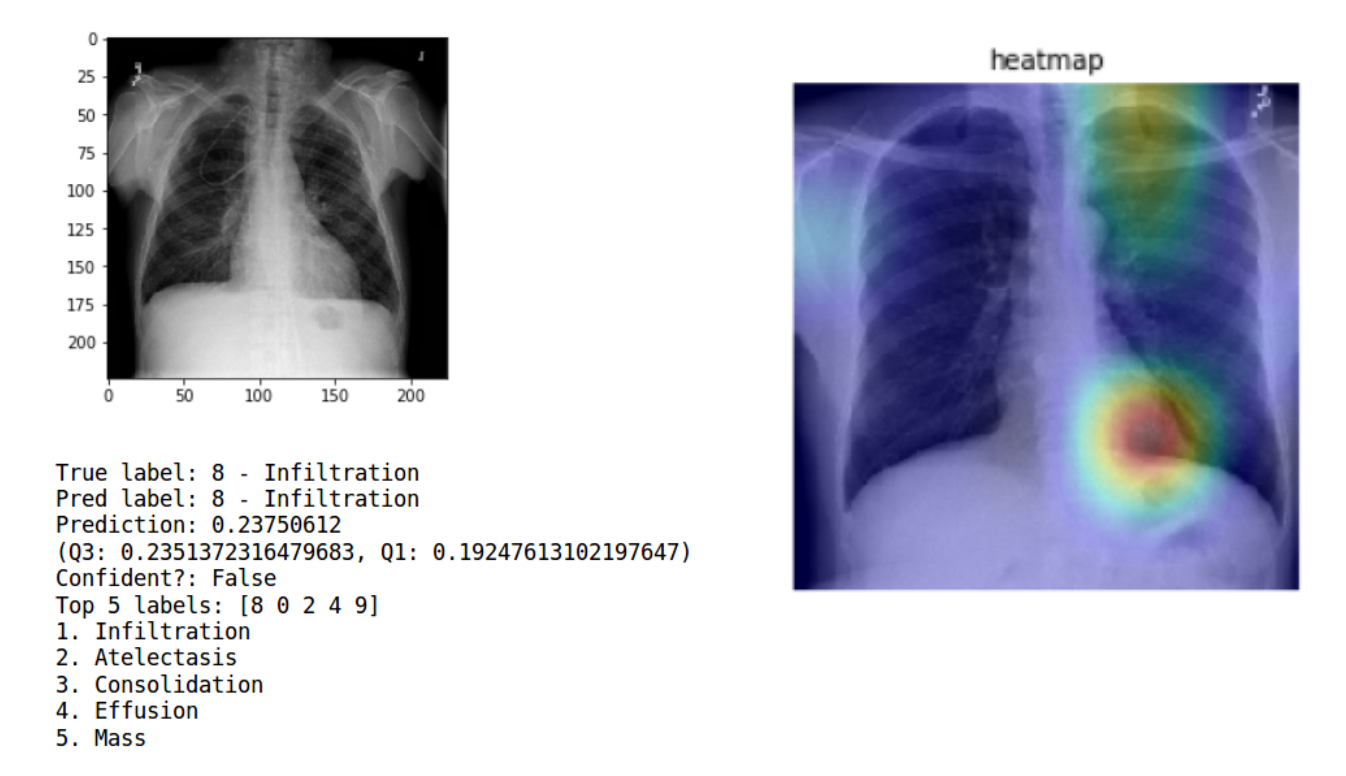 0
25
50
75
100
125
150
175
200
0 50 100 150 200
heatmap
True label: 8 - Infiltration
Pred label: 8 - Infiltration
Prediction: 0.23750612
(Q3: 0.2351372316479683, Q1: 0.19247613102197647)
Confident?: False
Top 5 labels: [8 0 2 4 9]
1. Infiltration
2. Atelectasis
3. Consolidation
4. Effusion
5. Mass